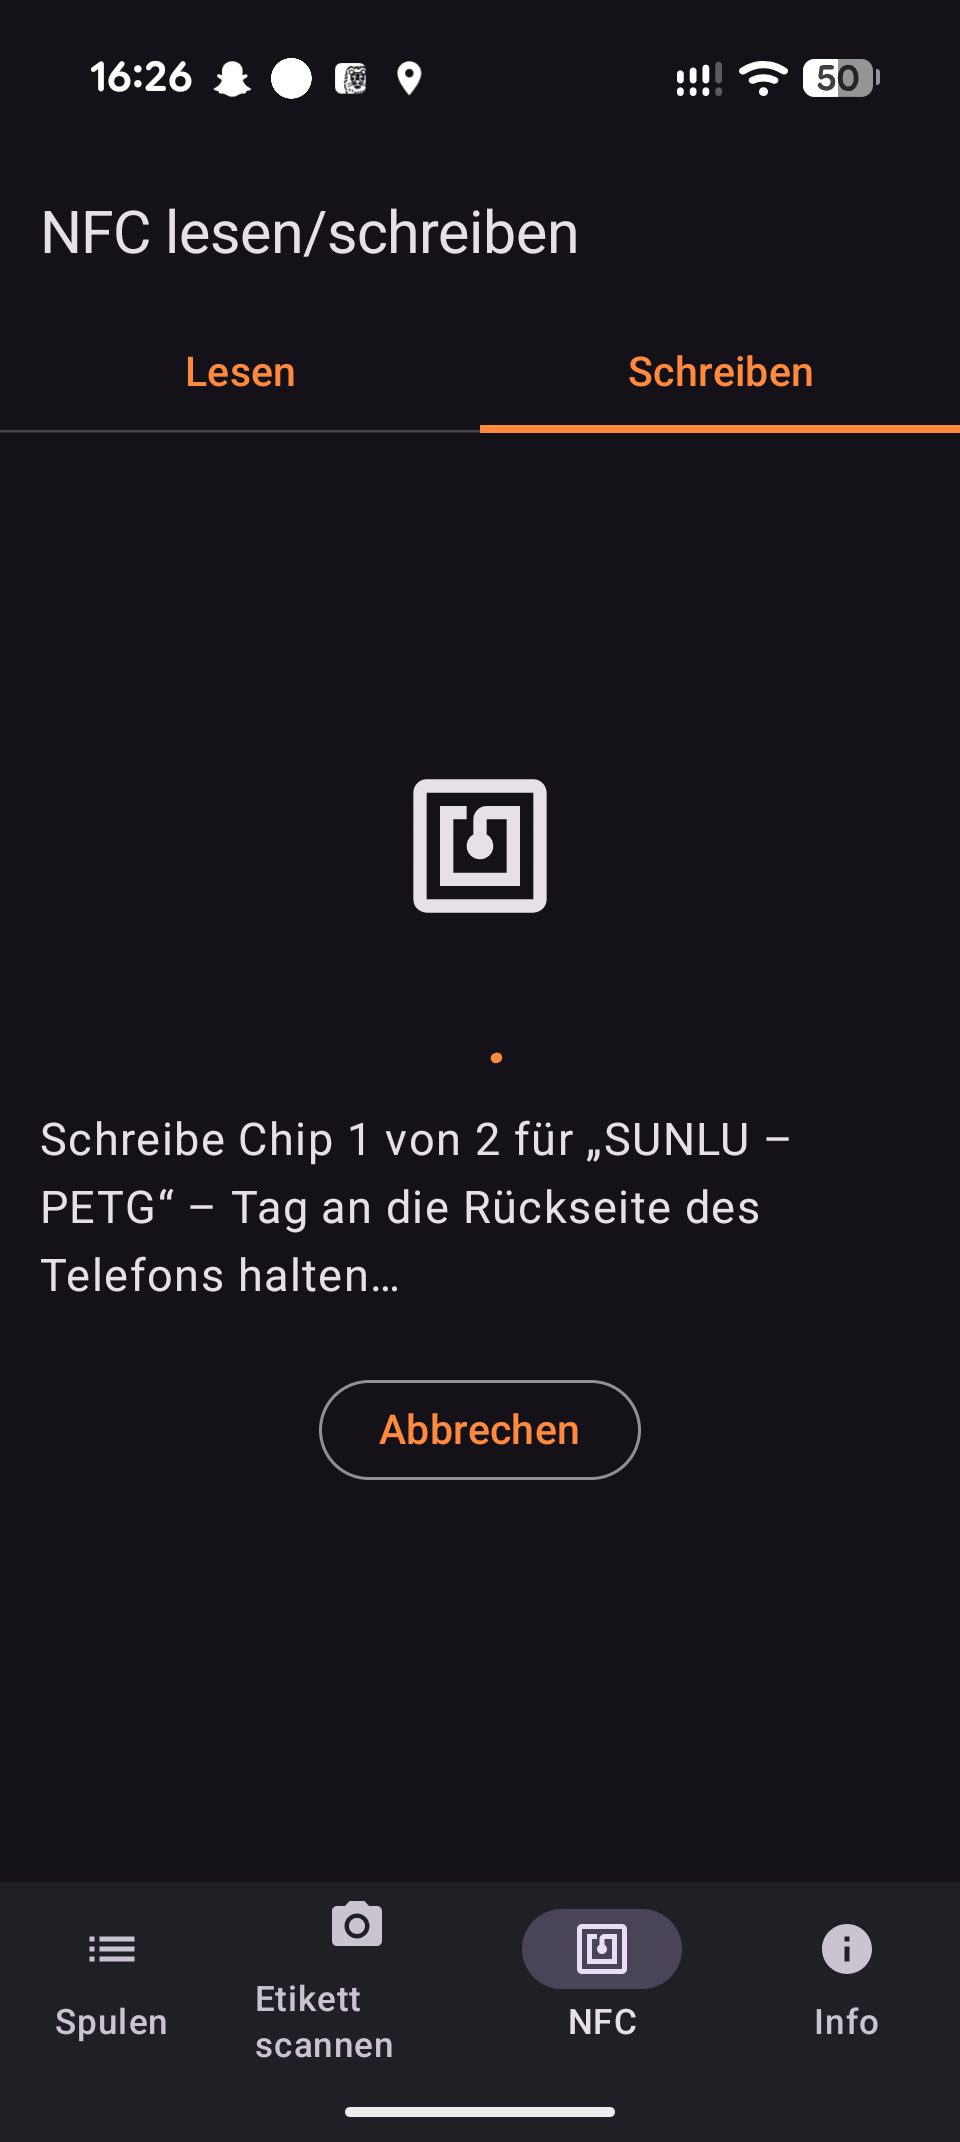 16:26
50
NFC lesen/schreiben
Lesen
Schreiben
Schreibe Chip 1 von 2 für „SUNLU –
PETG“ – Tag an die Rückseite des
Telefons halten…
Abbrechen
Spulen
Etikett
scannen
NFC
Info